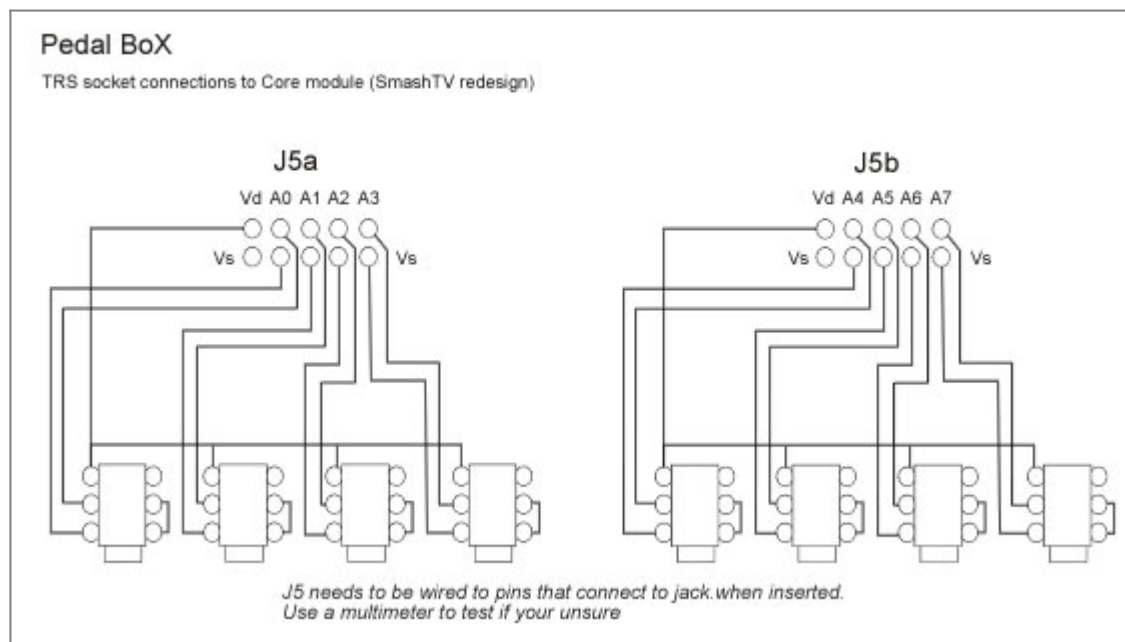 Pedal BoX
TRS socket connections to Core module (SmashTV redesign)
J5a
Vd A0 A1 A2 A3
Vs Vs
J5b
Vd A4 A5 A6 A7
Vs Vs
J5 needs to be wired to pins that connect to jack.when inserted.
Use a multimeter to test if your unsure